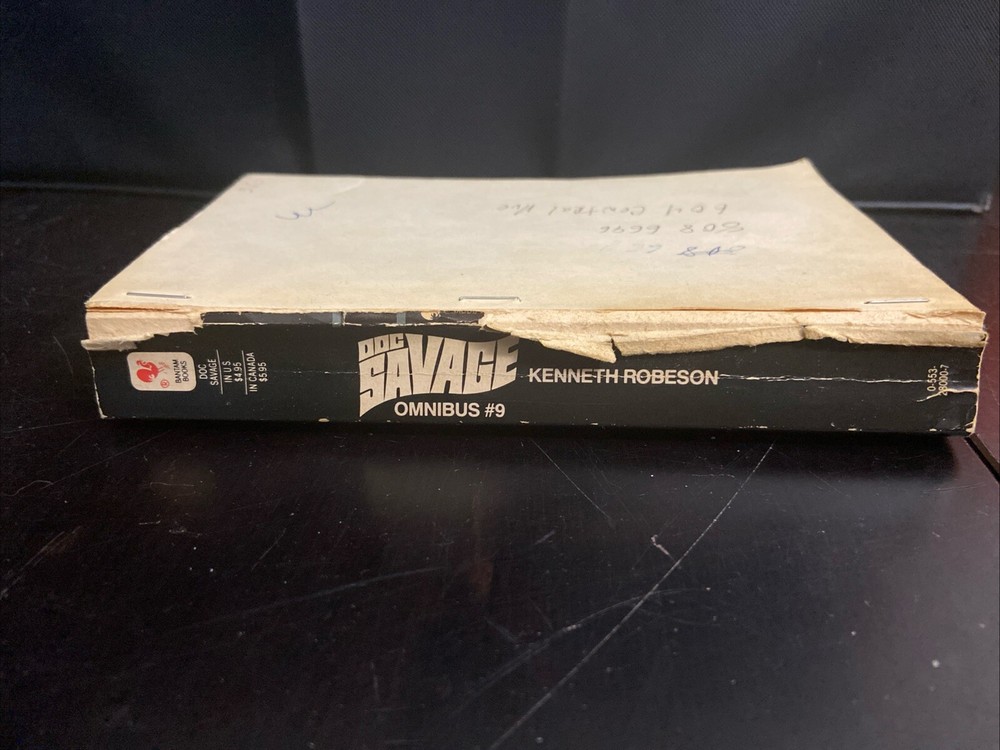 ®
BANTAM
BOOKS
DOC
SAVAGE
IN U.S.
$4.95
IN CANADA
$5.95
DOC
SAVAGE
OMNIBUS #9
KENNETH ROBESON
0-553-
28000-7
Central